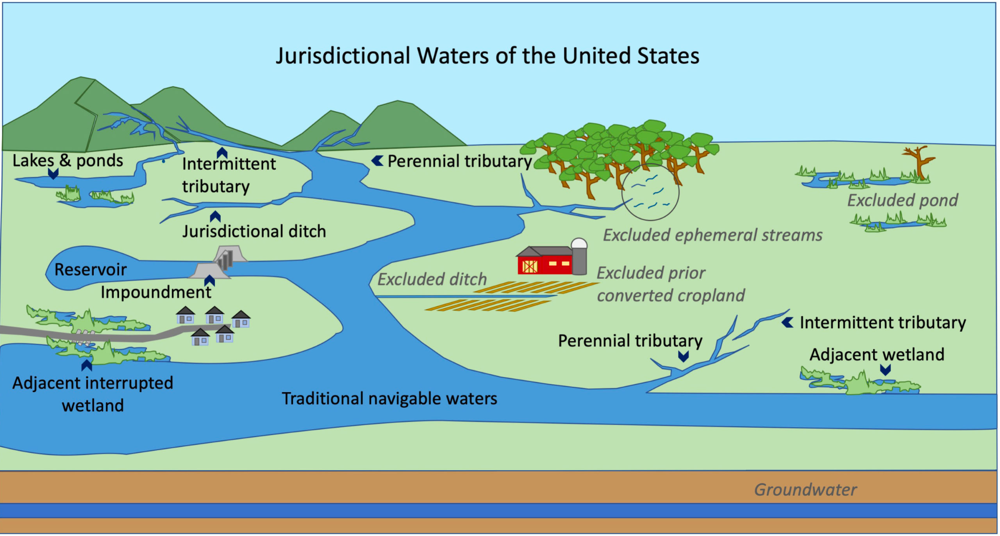 Jurisdictional Waters of the United States
Lakes & ponds
Intermittent
tributary
Perennial tributary
Excluded pond
Jurisdictional ditch
Excluded ephemeral streams
Reservoir
Impoundment
Excluded ditch
Excluded prior
converted cropland
Intermittent tributary
Perennial tributary
Adjacent wetland
Adjacent interrupted
wetland
Traditional navigable waters
Groundwater